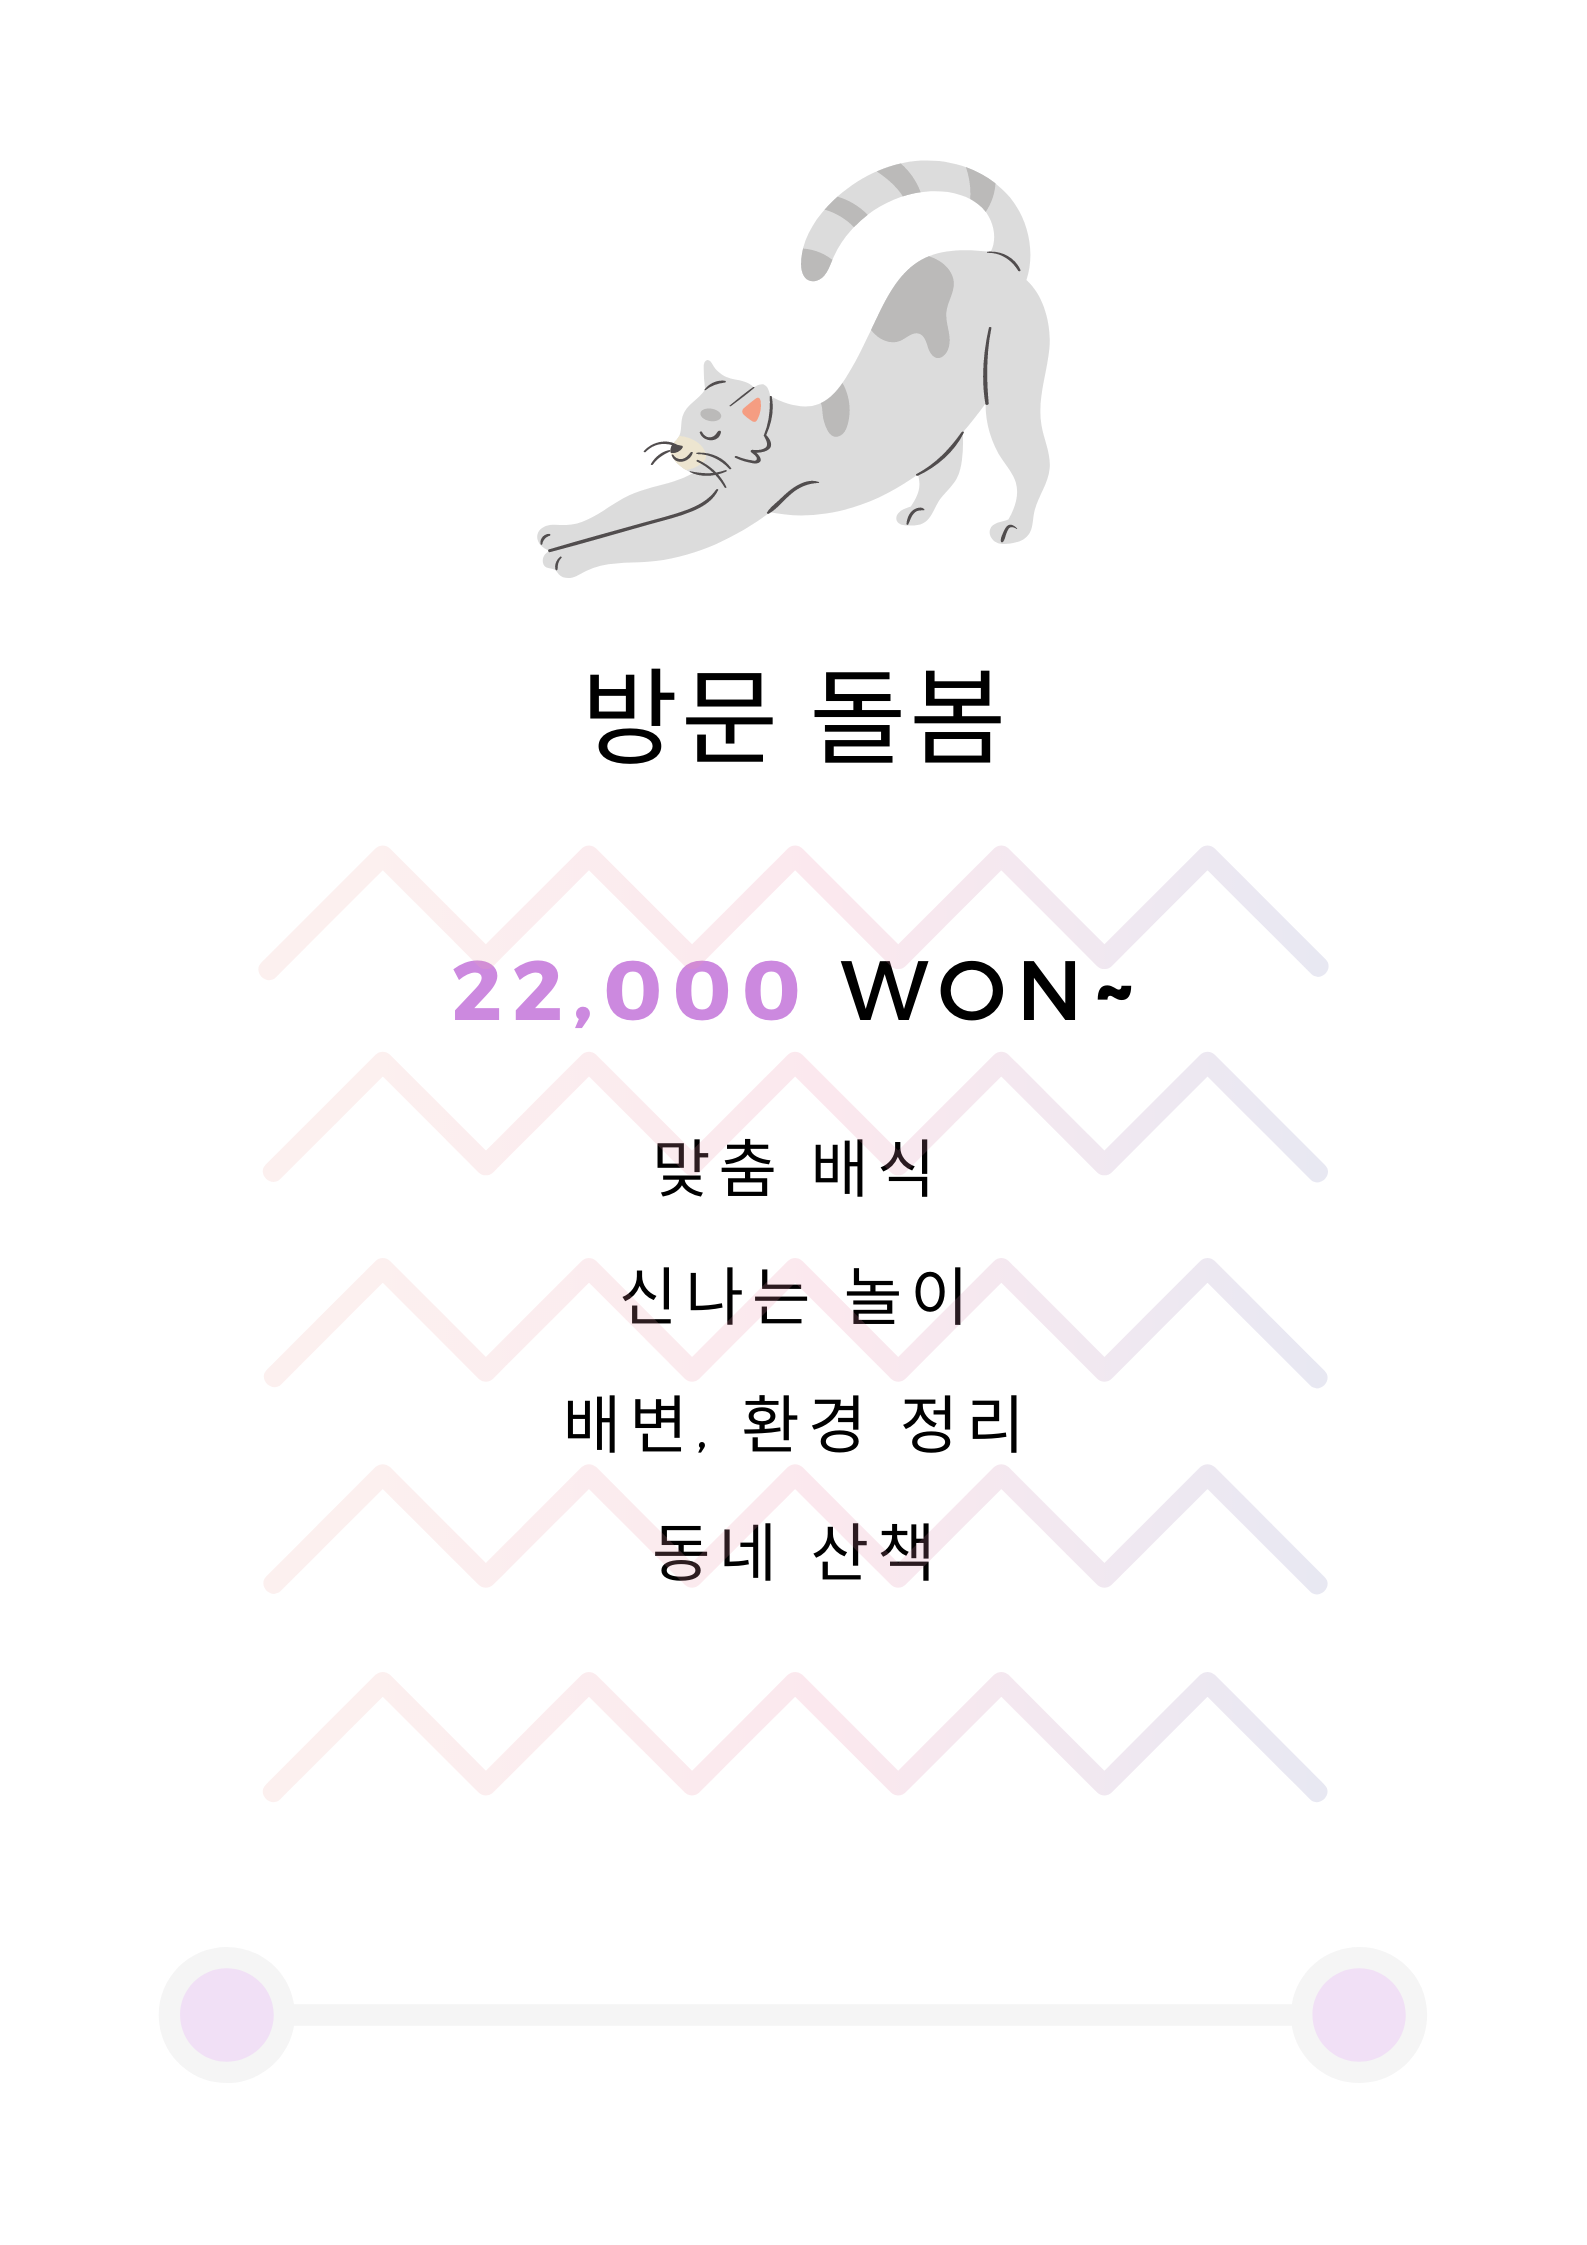 방문 돌봄
22,000 WON~
맞춤 배식
신나는 놀이
배변, 환경 정리
동네 산책